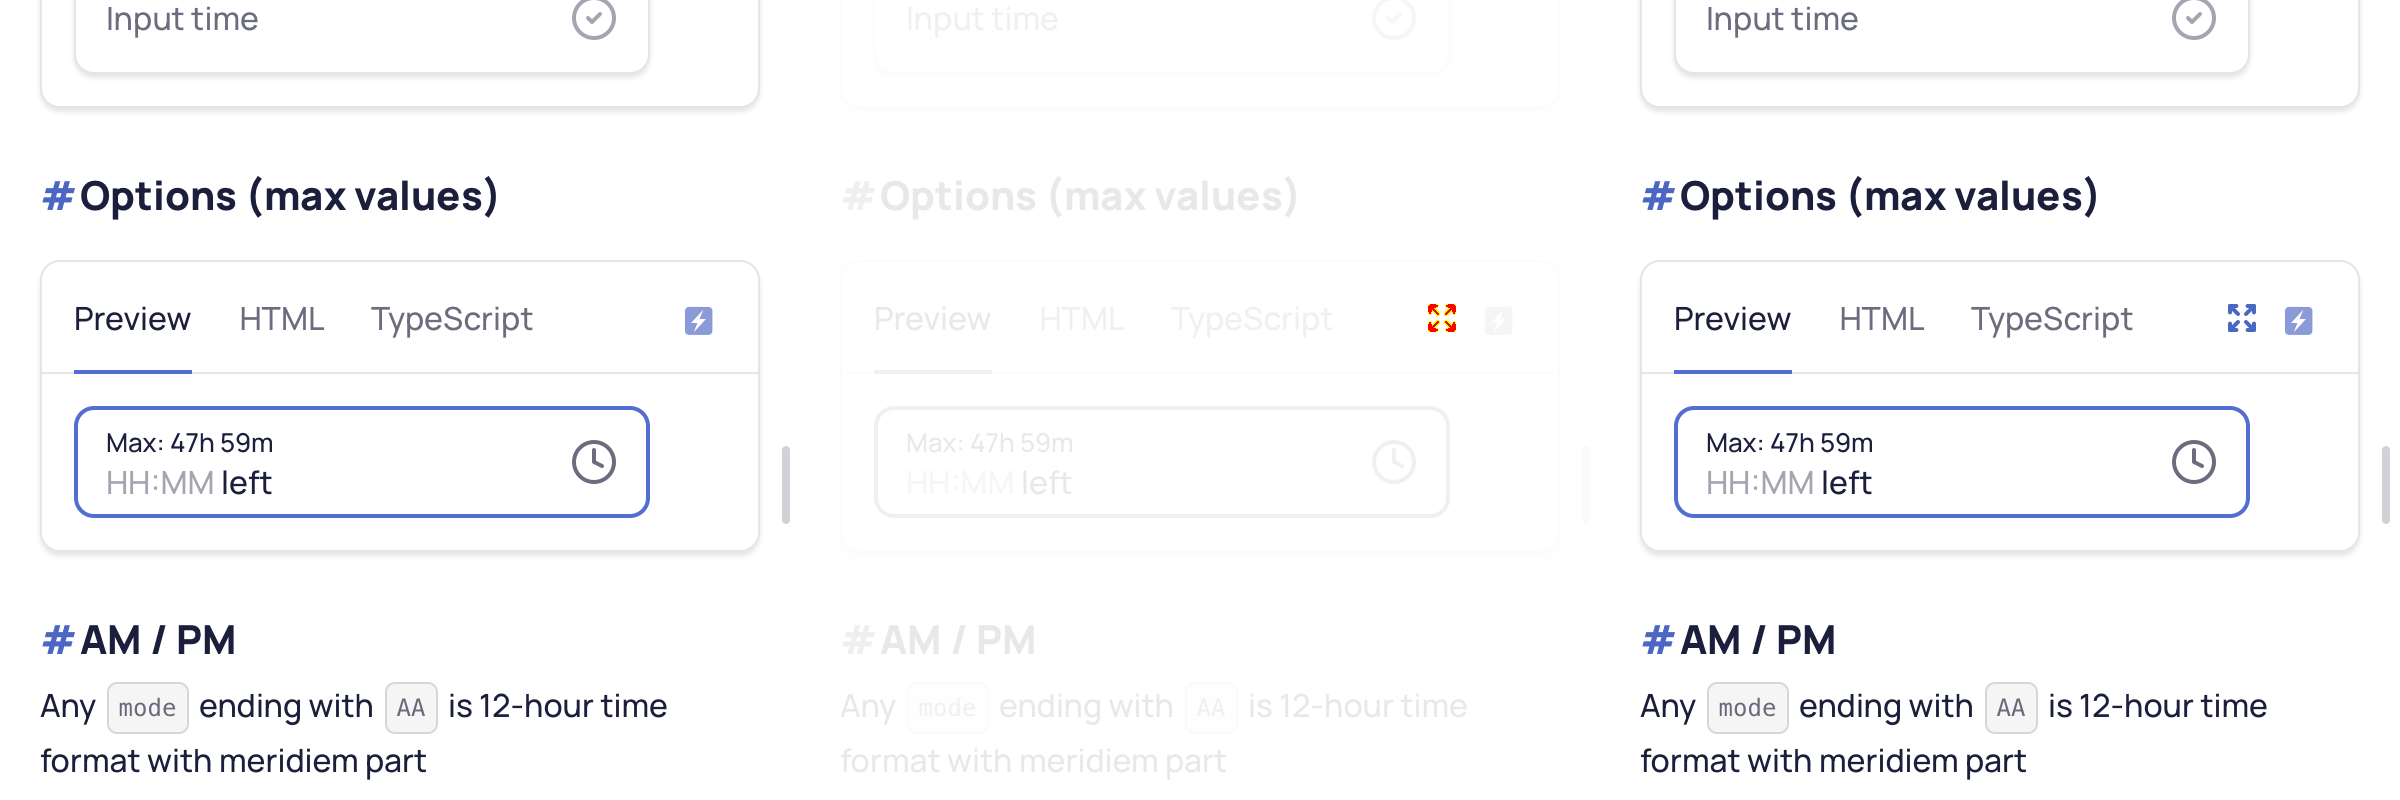 Input time
#Options (max values)
Preview HTML TypeScript
Max: 47h 59m
HH:MM left
#AM / PM
Any mode ending with AA is 12-hour time
format with meridiem part
Input time
#Options (max values)
Preview HTML TypeScript
Max: 47h 59m
HH:MM left
#AM / PM
Any mode ending with AA is 12-hour time
format with meridiem part
Input time
#Options (max values)
Preview HTML TypeScript
Max: 47h 59m
HH:MM left
#AM / PM
Any mode ending with AA is 12-hour time
format with meridiem part